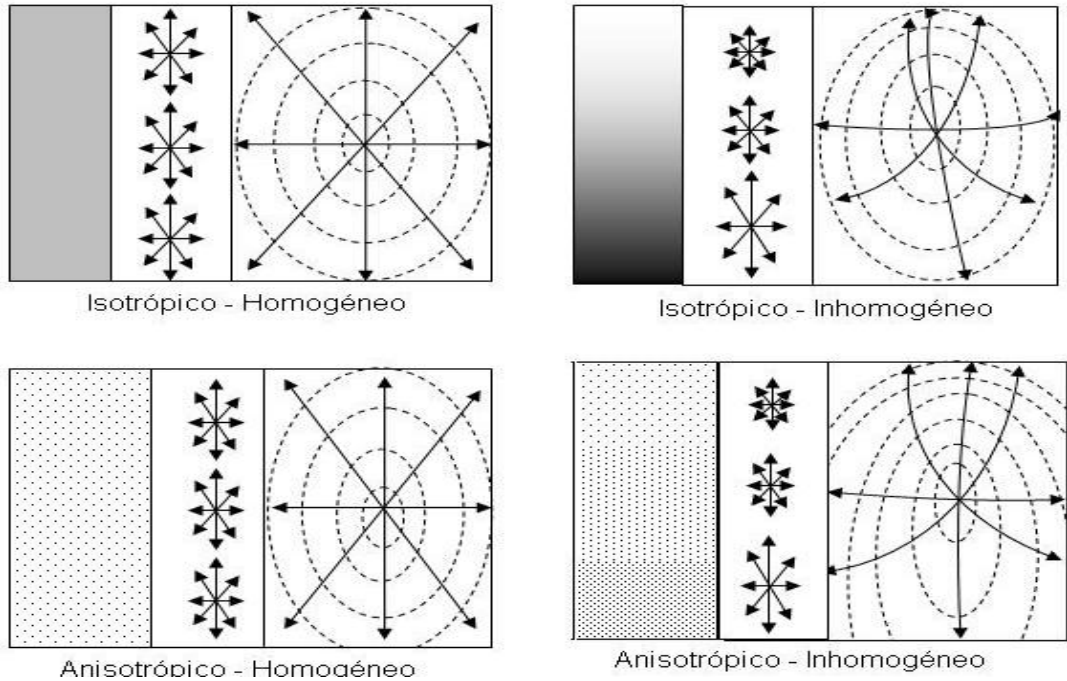 Isotrópico - Homogéneo
Isotrópico - Inhomogéneo
Anisotrópico - Homogéneo
Anisotrópico - Inhomogéneo